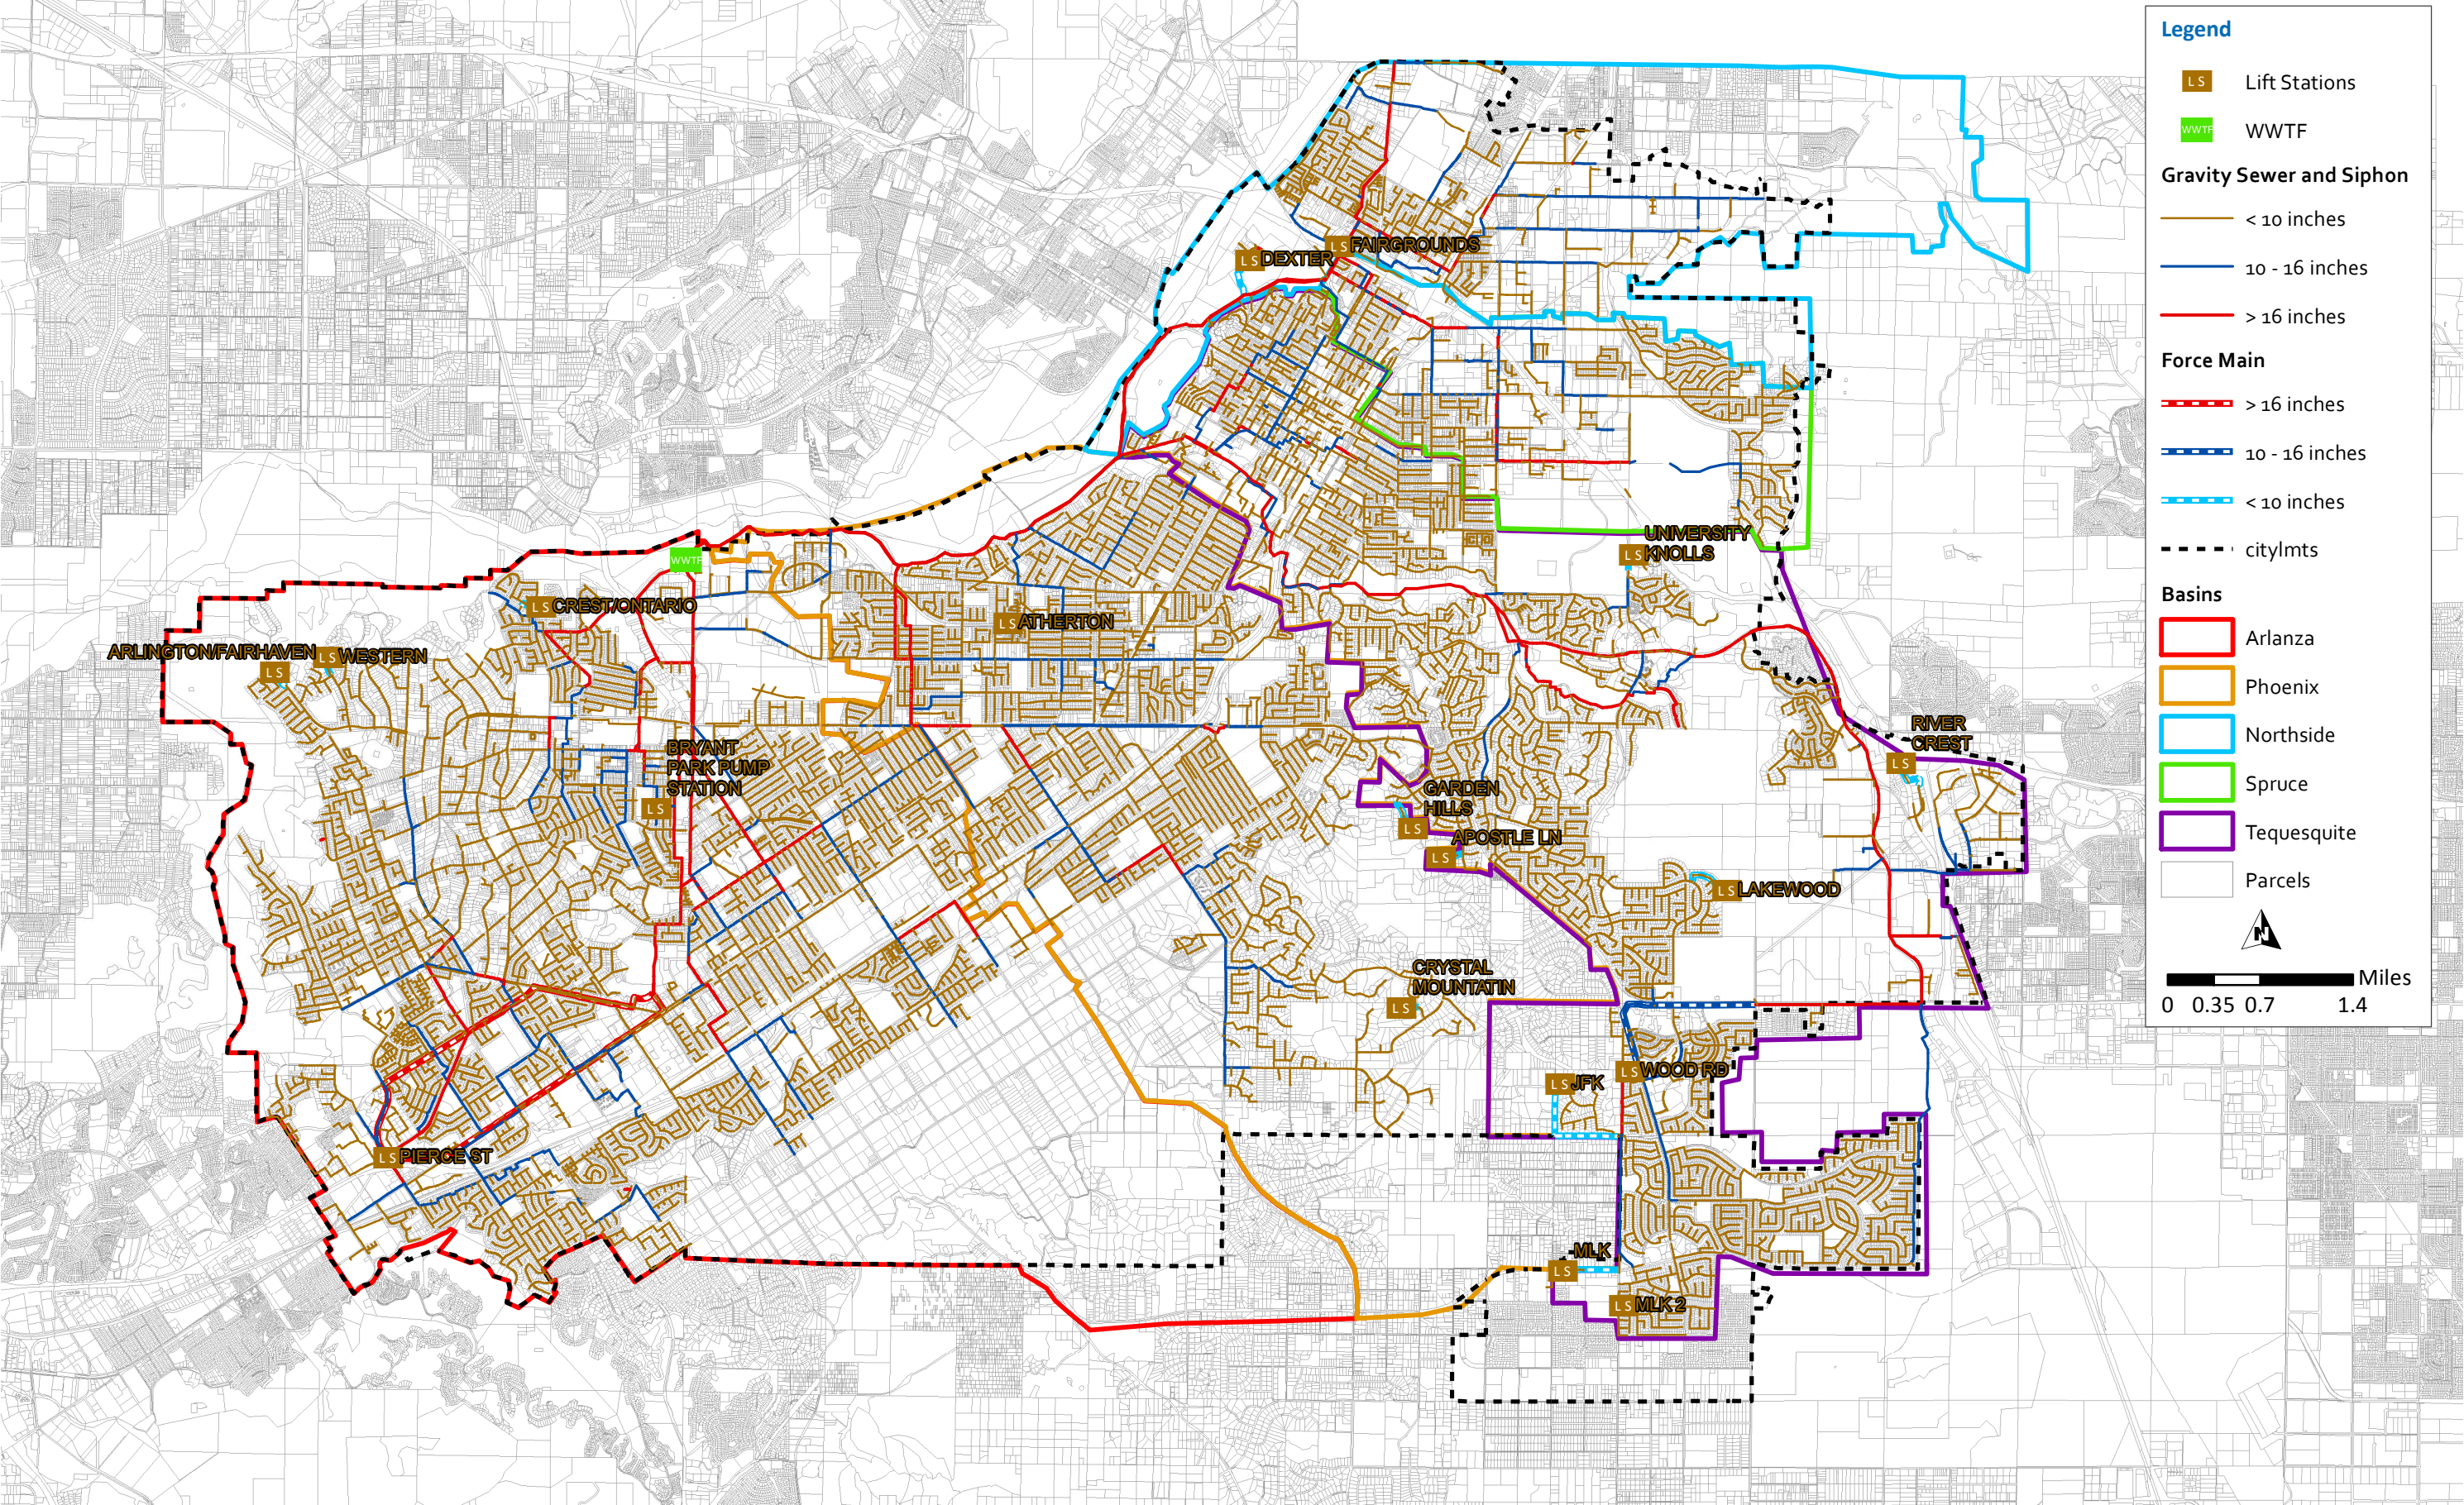 Legend
L S Lift Stations
WWTF WWTF
Gravity Sewer and Siphon
< 10 inches
10 - 16 inches
> 16 inches
Force Main
> 16 inches
10 - 16 inches
< 10 inches
citylmts
Basins
Arlanza
Phoenix
Northside
Spruce
Tequesquite
Parcels
N
Miles
0 0.35 0.7 1.4
L S FAIRGROUNDS
L S DEXTER
UNIVERSITY
L S KNOLLS
WWTF
L S CREST/ONTARIO
L S ATHERTON
ARLINGTON/FAIRHAVEN
L S
L S WESTERN
RIVER
CREST
L S
BRYANT
PARK PUMP
STATION
L S
GARDEN
HILLS
L S
APOSTLE LN
L S
L S LAKEWOOD
CRYSTAL
MOUNTATIN
L S
L S WOOD RD
L S JFK
L S PIERCE ST
MLK
L S
L S MLK 2